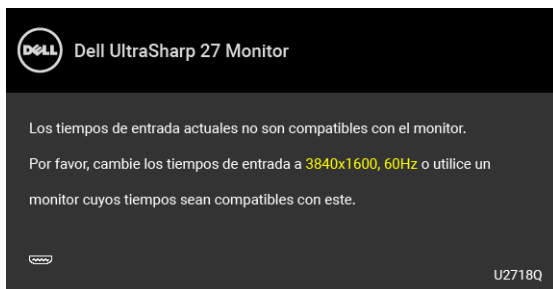 DELL Dell UltraSharp 27 Monitor
Los tiempos de entrada actuales no son compatibles con el monitor.
Por favor, cambie los tiempos de entrada a 3840x1600, 60Hz o utilice un
monitor cuyos tiempos sean compatibles con este.
U2718Q